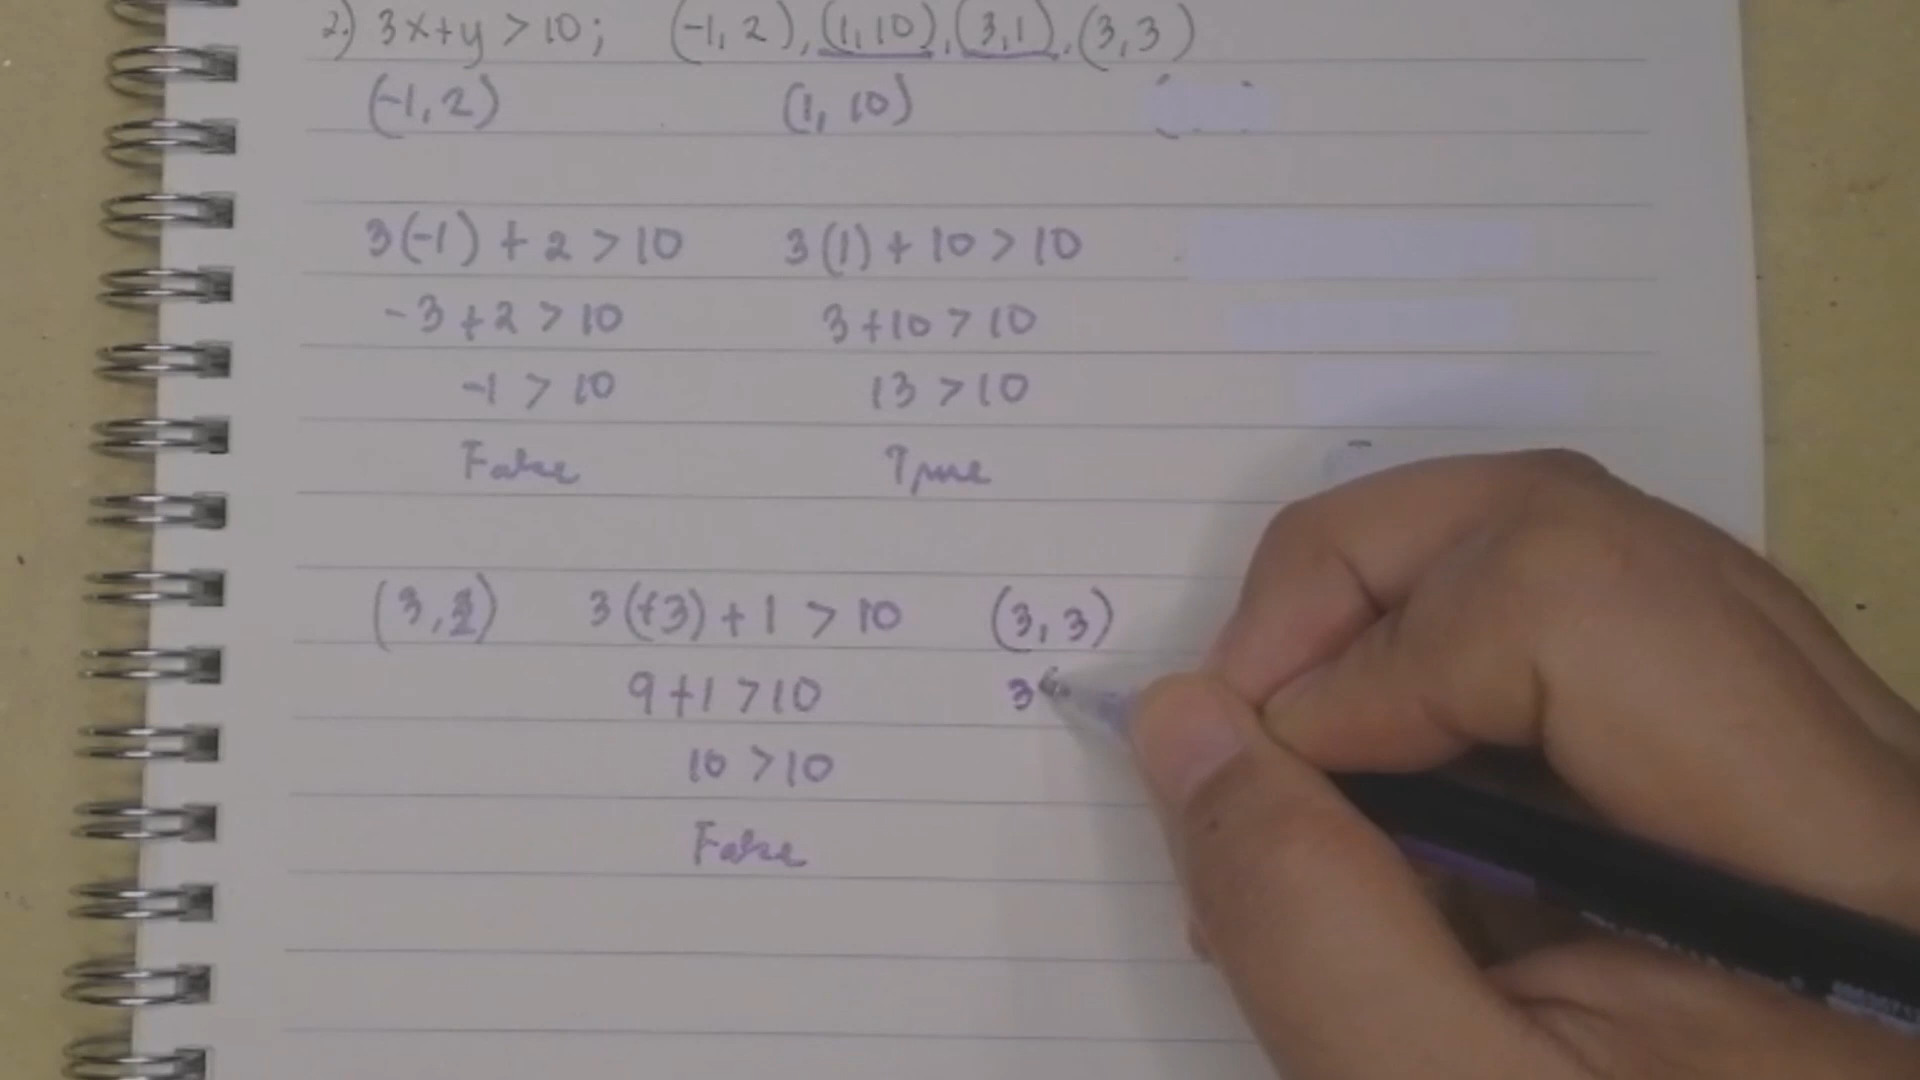 2.) 3x+y > 10; (-1, 2), (1, 10), (3, 1), (3, 3)
(-1, 2) (1, 10)
3(-1) + 2 > 10 3(1) + 10 > 10
-3 + 2 > 10 3 + 10 > 10
-1 > 10 13 > 10
False True
(3, 3(+3) + 1 > 10 (3, 3)
9 + 1 > 10 3(
10 > 10
False